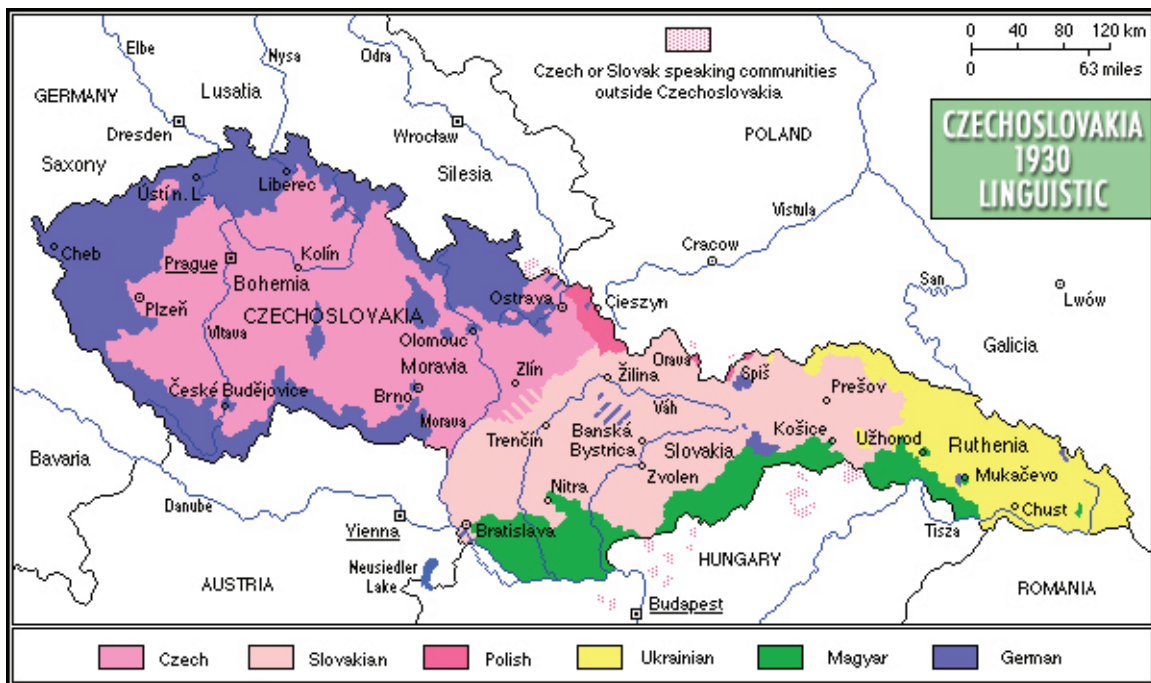 Elbe
Nysa
Odra
Czech or Slovak speaking communities
outside Czechoslovakia
0 40 80 120 km
0 63 miles
GERMANY
Lusatia
Dresden
Wrocław
POLAND
CZECHOSLOVAKIA
1930
LINGUISTIC
Saxony
Silesia
Ústí n. L.
Liberec
Vistula
Cheb
Prague
Kolín
Bohemia
Cracow
San
Lwów
Plzeň
Vltava
CZECHOSLOVAKIA
Ostrava
Cieszyn
Olomouc
Galicia
Moravia
Zlín
Orava
Žilina
Spiš
Prešov
České Budějovice
Brno
Morava
Váh
Trenčín
Banská
Bystrica
Slovakia
Košice
Užhorod
Ruthenia
Bavaria
Zvolen
Mukačevo
Nitra
Danube
Chust
Vienna
Bratislava
Tisza
Neusiedler
Lake
HUNGARY
AUSTRIA
ROMANIA
Budapest
Czech
Slovakian
Polish
Ukrainian
Magyar
German